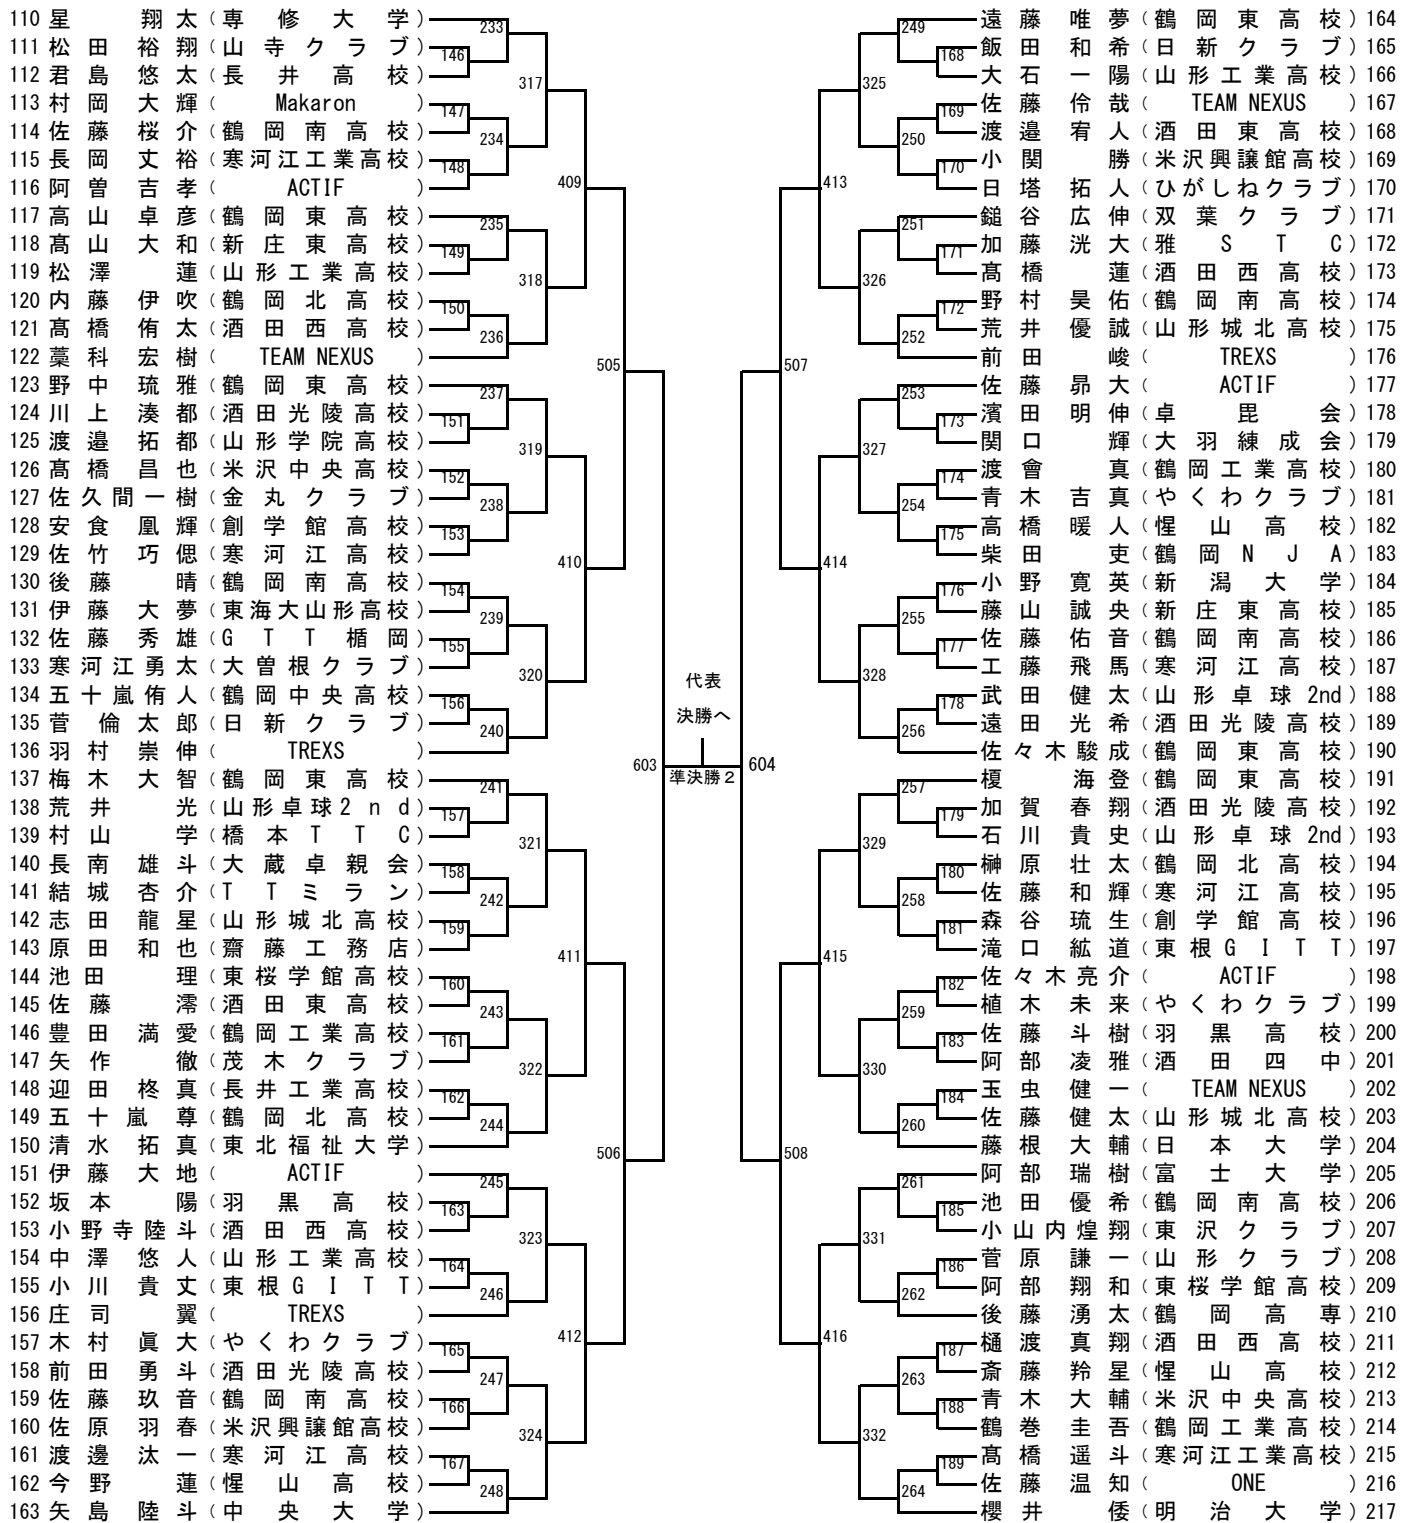 110 星 翔太 (専修大学)
111 松田裕翔 (山寺クラブ)
112 君島悠太 (長井高校)
113 村岡大輝 (Makaron)
114 佐藤桜介 (鶴岡南高校)
115 長岡丈裕 (寒河江工業高校)
116 阿曽吉孝 (ACTIF)
117 高山卓彦 (鶴岡東高校)
118 髙山大和 (新庄東高校)
119 松澤 蓮 (山形工業高校)
120 内藤伊吹 (鶴岡北高校)
121 髙橋侑太 (酒田西高校)
122 藁科宏樹 (TEAM NEXUS)
123 野中琉雅 (鶴岡東高校)
124 川上湊都 (酒田光陵高校)
125 渡邉拓都 (山形学院高校)
126 髙橋昌也 (米沢中央高校)
127 佐久間一樹 (金丸クラブ)
128 安食凰輝 (創学館高校)
129 佐竹巧偲 (寒河江高校)
130 後藤 晴 (鶴岡南高校)
131 伊藤大夢 (東海大山形高校)
132 佐藤秀雄 (GTT楯岡)
133 寒河江勇太 (大曽根クラブ)
134 五十嵐侑人 (鶴岡中央高校)
135 菅 倫太郎 (日新クラブ)
136 羽村崇伸 (TREXS)
137 梅木大智 (鶴岡東高校)
138 荒井 光 (山形卓球2nd)
139 村山 学 (橋本TTC)
140 長南雄斗 (大蔵卓親会)
141 結城杏介 (TTミラン)
142 志田龍星 (山形城北高校)
143 原田和也 (齋藤工務店)
144 池田 理 (東桜学館高校)
145 佐藤 澪 (酒田東高校)
146 豊田満愛 (鶴岡工業高校)
147 矢作 徹 (茂木クラブ)
148 迎田柊真 (長井工業高校)
149 五十嵐 尊 (鶴岡北高校)
150 清水拓真 (東北福祉大学)
151 伊藤大地 (ACTIF)
152 坂本 陽 (羽黒高校)
153 小野寺陸斗 (酒田西高校)
154 中澤悠人 (山形工業高校)
155 小川貴丈 (東根GITT)
156 庄司 翼 (TREXS)
157 木村眞大 (やくわクラブ)
158 前田勇斗 (酒田光陵高校)
159 佐藤玖音 (鶴岡南高校)
160 佐原羽春 (米沢興譲館高校)
161 渡邊汰一 (寒河江高校)
162 今野 蓮 (惺山高校)
163 矢島陸斗 (中央大学)
233
146
317
147
234
148
409
235
149
318
150
236
505
237
151
319
152
238
153
410
154
239
155
320
156
240
603
241
157
321
158
242
159
411
160
243
161
322
162
244
506
245
163
323
164
246
412
165
247
166
324
167
248
代表
決勝へ
準決勝2
249
168
325
169
250
170
413
251
171
326
172
252
507
253
173
327
174
254
175
414
176
255
177
328
178
256
604
257
179
329
180
258
181
415
182
259
183
330
184
260
508
261
185
331
186
262
416
187
263
188
332
189
264
遠藤唯夢 (鶴岡東高校) 164
飯田和希 (日新クラブ) 165
大石一陽 (山形工業高校) 166
佐藤伶哉 (TEAM NEXUS) 167
渡邉宥人 (酒田東高校) 168
小関 勝 (米沢興譲館高校) 169
日塔拓人 (ひがしねクラブ) 170
鎚谷広伸 (双葉クラブ) 171
加藤洸大 (雅STC) 172
髙橋 蓮 (酒田西高校) 173
野村昊佑 (鶴岡南高校) 174
荒井優誠 (山形城北高校) 175
前田 峻 (TREXS) 176
佐藤昴大 (ACTIF) 177
濱田明伸 (卓毘会) 178
関口 輝 (大羽練成会) 179
渡會 真 (鶴岡工業高校) 180
青木吉真 (やくわクラブ) 181
高橋暖人 (惺山高校) 182
柴田 吏 (鶴岡NJA) 183
小野寛英 (新潟大学) 184
藤山誠央 (新庄東高校) 185
佐藤佑音 (鶴岡南高校) 186
工藤飛馬 (寒河江高校) 187
武田健太 (山形卓球2nd) 188
遠田光希 (酒田光陵高校) 189
佐々木駿成 (鶴岡東高校) 190
榎 海登 (鶴岡東高校) 191
加賀春翔 (酒田光陵高校) 192
石川貴史 (山形卓球2nd) 193
榊原壮太 (鶴岡北高校) 194
佐藤和輝 (寒河江高校) 195
森谷琉生 (創学館高校) 196
滝口紘道 (東根GITT) 197
佐々木亮介 (ACTIF) 198
植木未来 (やくわクラブ) 199
佐藤斗樹 (羽黒高校) 200
阿部凌雅 (酒田四中) 201
玉虫健一 (TEAM NEXUS) 202
佐藤健太 (山形城北高校) 203
藤根大輔 (日本大学) 204
阿部瑞樹 (富士大学) 205
池田優希 (鶴岡南高校) 206
小山内煌翔 (東沢クラブ) 207
菅原謙一 (山形クラブ) 208
阿部翔和 (東桜学館高校) 209
後藤湧太 (鶴岡高専) 210
樋渡真翔 (酒田西高校) 211
斎藤羚星 (惺山高校) 212
青木大輔 (米沢中央高校) 213
鶴巻圭吾 (鶴岡工業高校) 214
髙橋遥斗 (寒河江工業高校) 215
佐藤温知 (ONE) 216
櫻井 倭 (明治大学) 217